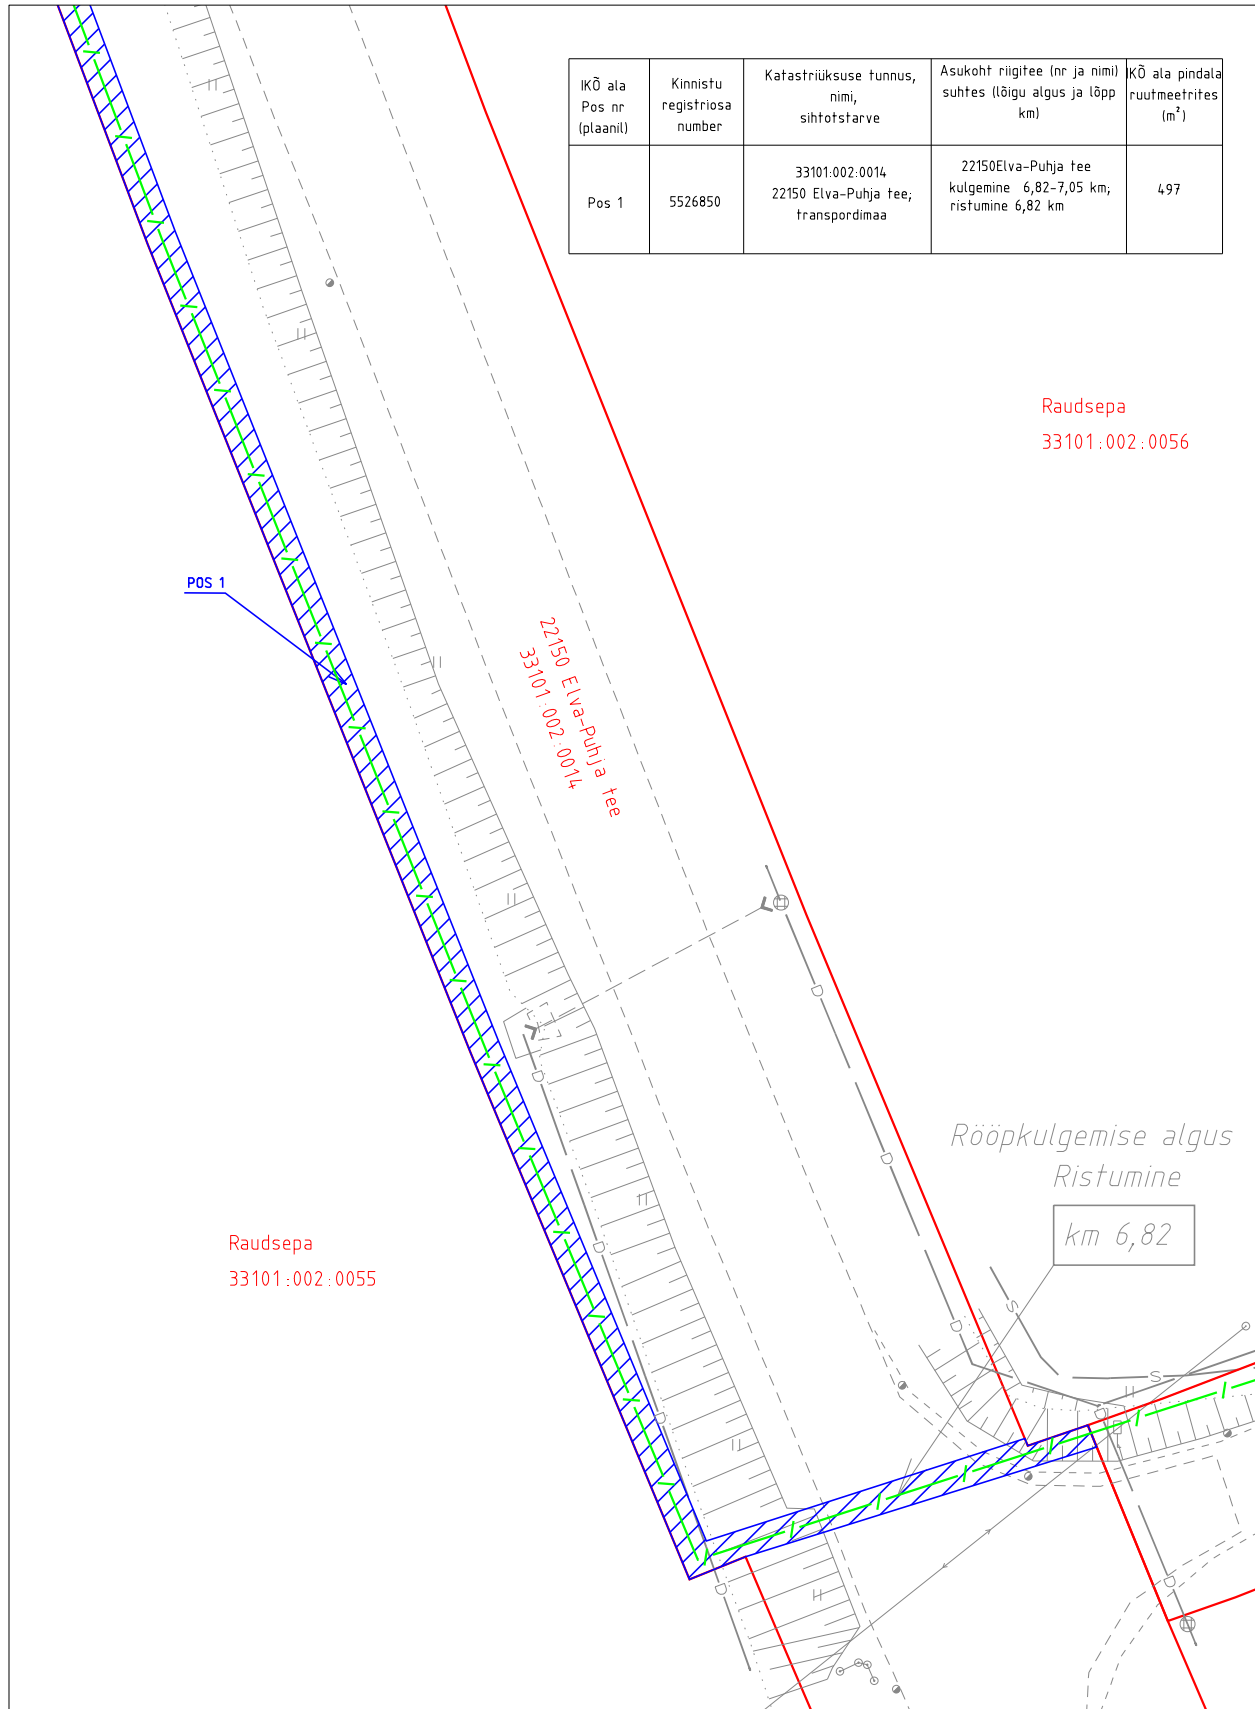 IKÕ ala
Pos nr
(plaanil)
Kinnistu
registriosa
number
Katastriüksuse tunnus,
nimi,
sihtotstarve
Asukoht riigitee (nr ja nimi)
suhtes (lõigu algus ja lõpp
km)
IKÕ ala pindala
ruutmeetrites
(m²)
Pos 1
5526850
33101:002:0014
22150 Elva-Puhja tee;
transpordimaa
22150Elva-Puhja tee
kulgemine 6,82-7,05 km;
ristumine 6,82 km
497
Raudsepa
33101:002:0056
POS 1
22150 Elva-Puhja tee
33101:002:0014
D
D
D
D
D
D
D
D
D
D
S
S
Rööpkulgemise algus
Ristumine
km 6,82
Raudsepa
33101:002:0055